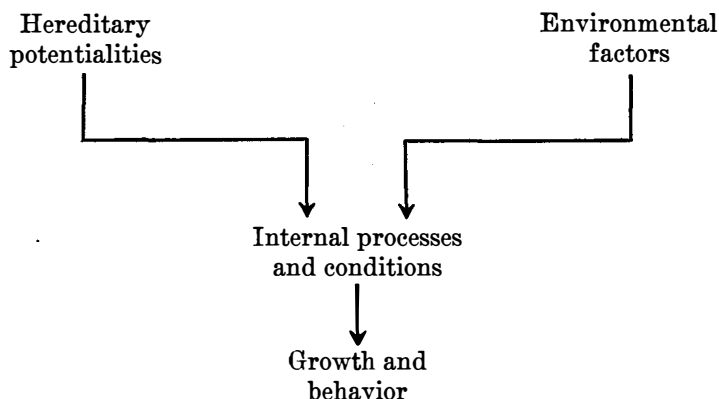 Hereditary
potentialities
Environmental
factors
Internal processes
and conditions
Growth and
behavior